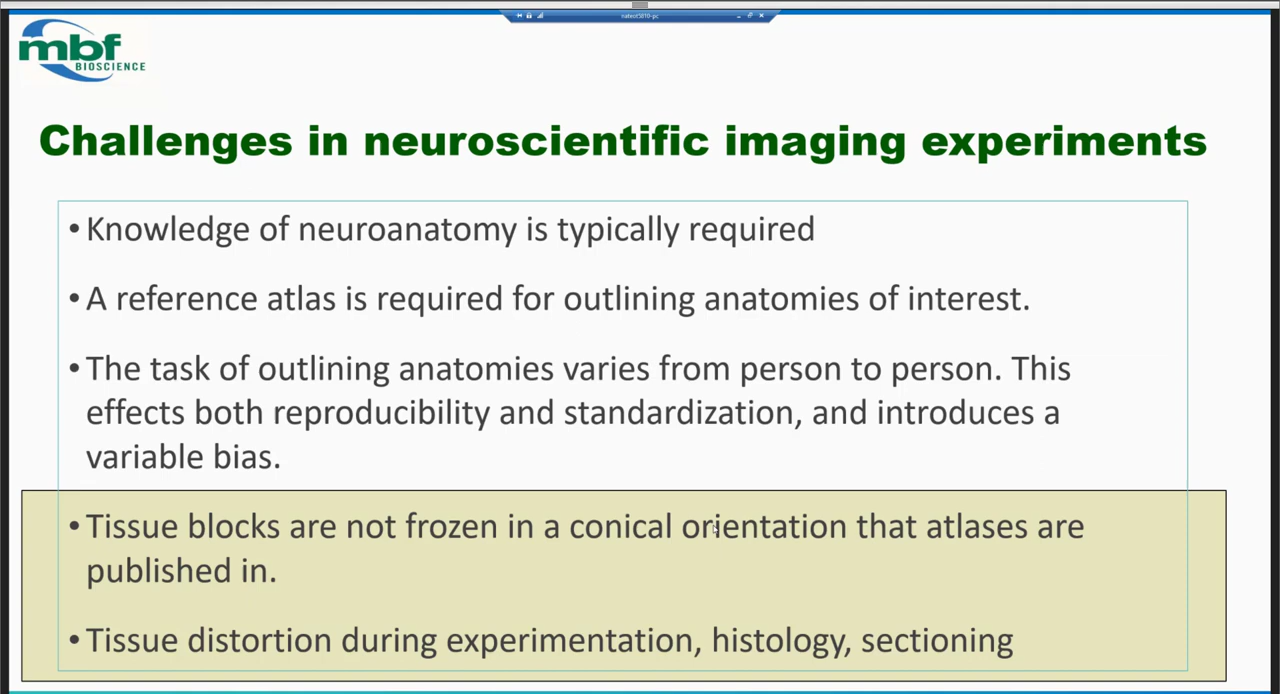 nateot5810-pc
mbf
BIOSCIENCE
Challenges in neuroscientific imaging experiments
•Knowledge of neuroanatomy is typically required
•A reference atlas is required for outlining anatomies of interest.
•The task of outlining anatomies varies from person to person. This
effects both reproducibility and standardization, and introduces a
variable bias.
•Tissue blocks are not frozen in a conical orientation that atlases are
published in.
•Tissue distortion during experimentation, histology, sectioning